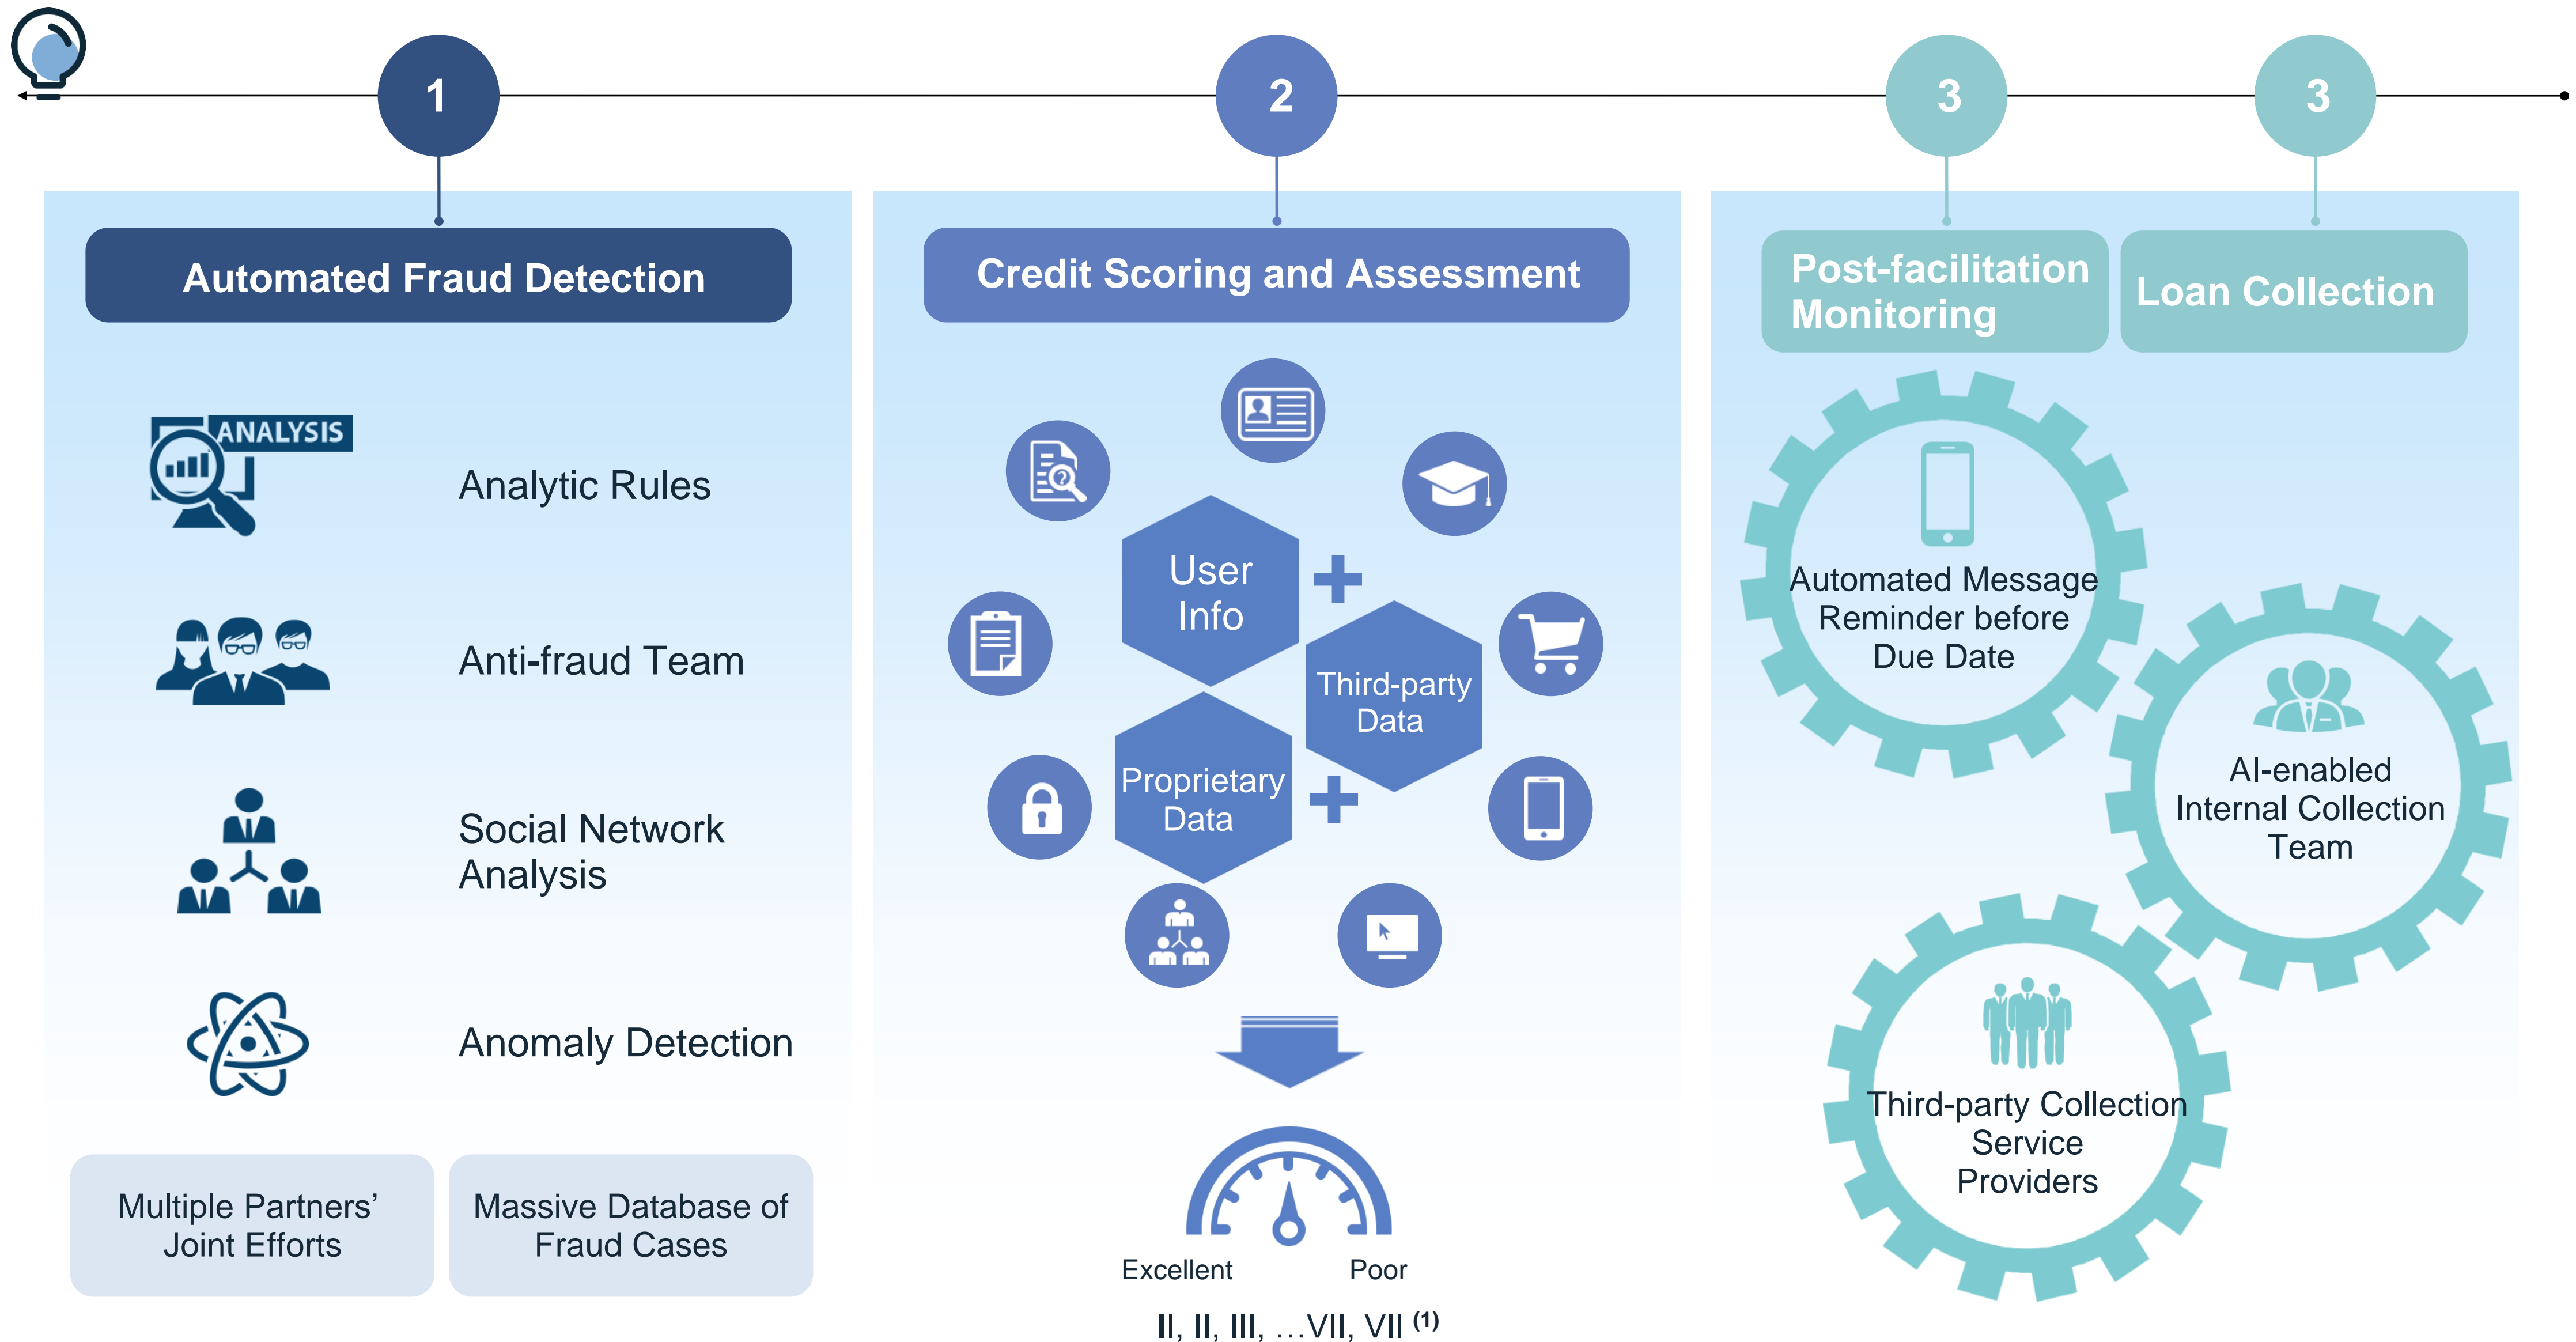 1
2
3
3
Automated Fraud Detection
ANALYSIS
Analytic Rules
Anti-fraud Team
Social Network
Analysis
Anomaly Detection
Multiple Partners’
Joint Efforts
Massive Database of
Fraud Cases
Credit Scoring and Assessment
User
Info
Third-party
Data
Proprietary
Data
Excellent
Poor
II, II, III, …VII, VII (1)
Post-facilitation
Monitoring
Loan Collection
Automated Message
Reminder before
Due Date
AI-enabled
Internal Collection
Team
Third-party Collection
Service
Providers